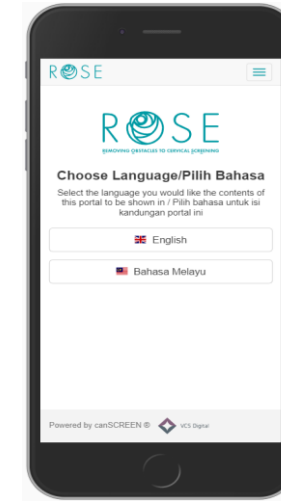 ROSE
ROSE
REMOVING OBSTACLES TO CERVICAL SCREENING
Choose Language/Pilih Bahasa
Select the language you would like the contents of
this portal to be shown in / Pilih bahasa untuk isi
kandungan portal ini
English
Bahasa Melayu
Powered by canSCREEN ® VCS Digital